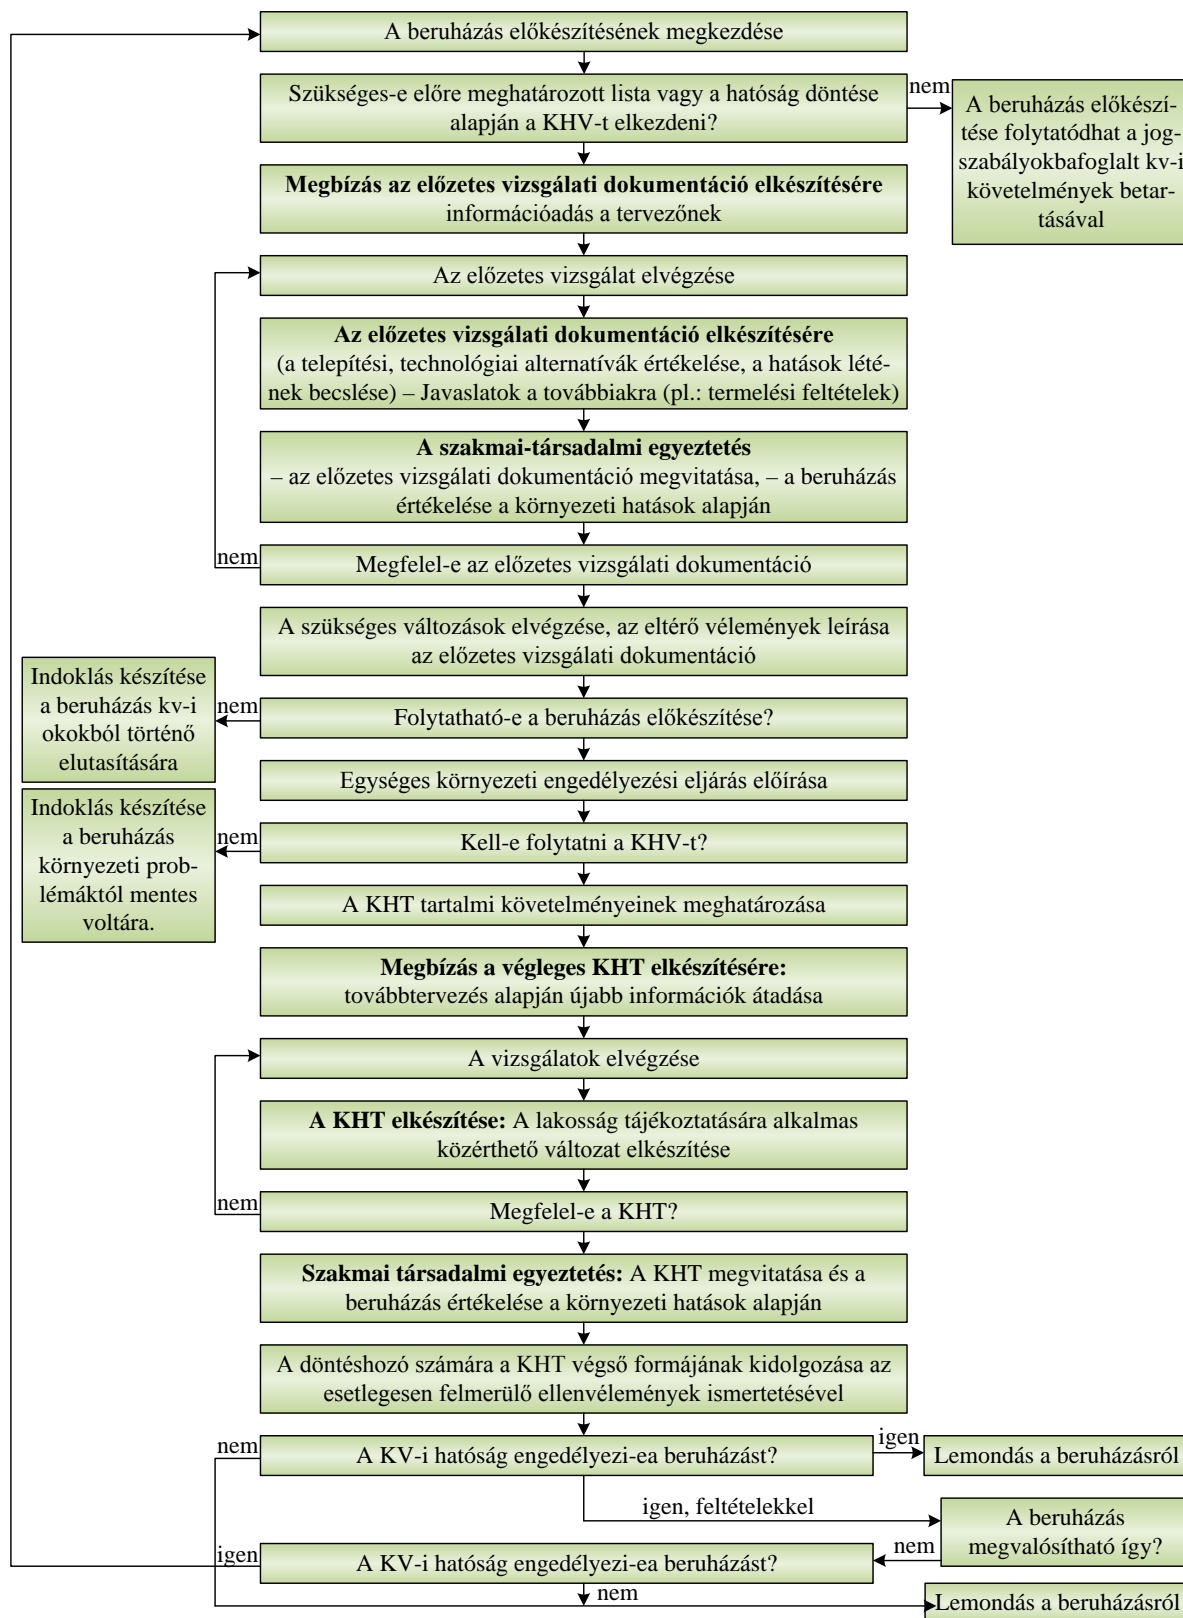 A beruházás előkészítésének megkezdése
Szükséges-e előre meghatározott lista vagy a hatóság döntése
alapján a KHV-t elkezdeni?
nem
A beruházás előkészí-
tése folytatódhat a jog-
szabályokbafoglalt kv-i
követelmények betar-
tásával
Megbízás az előzetes vizsgálati dokumentáció elkészítésére
információadás a tervezőnek
Az előzetes vizsgálat elvégzése
Az előzetes vizsgálati dokumentáció elkészítésére
(a telepítési, technológiai alternatívák értékelése, a hatások lété-
nek becslése) – Javaslatok a továbbiakra (pl.: termelési feltételek)
A szakmai-társadalmi egyeztetés
– az előzetes vizsgálati dokumentáció megvitatása, – a beruházás
értékelése a környezeti hatások alapján
nem
Megfelel-e az előzetes vizsgálati dokumentáció
A szükséges változások elvégzése, az eltérő vélemények leírása
az előzetes vizsgálati dokumentáció
Indoklás készítése
a beruházás kv-i
okokból történő
elutasítására
nem
Folytatható-e a beruházás előkészítése?
Egységes környezeti engedélyezési eljárás előírása
Indoklás készítése
a beruházás
környezeti prob-
lémáktól mentes
voltára.
nem
Kell-e folytatni a KHV-t?
A KHT tartalmi követelményeinek meghatározása
Megbízás a végleges KHT elkészítésére:
továbbtervezés alapján újabb információk átadása
A vizsgálatok elvégzése
A KHT elkészítése: A lakosság tájékoztatására alkalmas
közérthető változat elkészítése
nem
Megfelel-e a KHT?
Szakmai társadalmi egyeztetés: A KHT megvitatása és a
beruházás értékelése a környezeti hatások alapján
A döntéshozó számára a KHT végső formájának kidolgozása az
esetlegesen felmerülő ellenvélemények ismertetésével
nem
A KV-i hatóság engedélyezi-ea beruházást?
igen
Lemondás a beruházásról
igen, feltételekkel
A beruházás
megvalósítható így?
nem
igen
A KV-i hatóság engedélyezi-ea beruházást?
nem
Lemondás a beruházásról